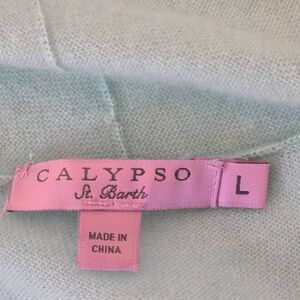 CALYPSO
St. Barth
L
MADE IN
CHINA